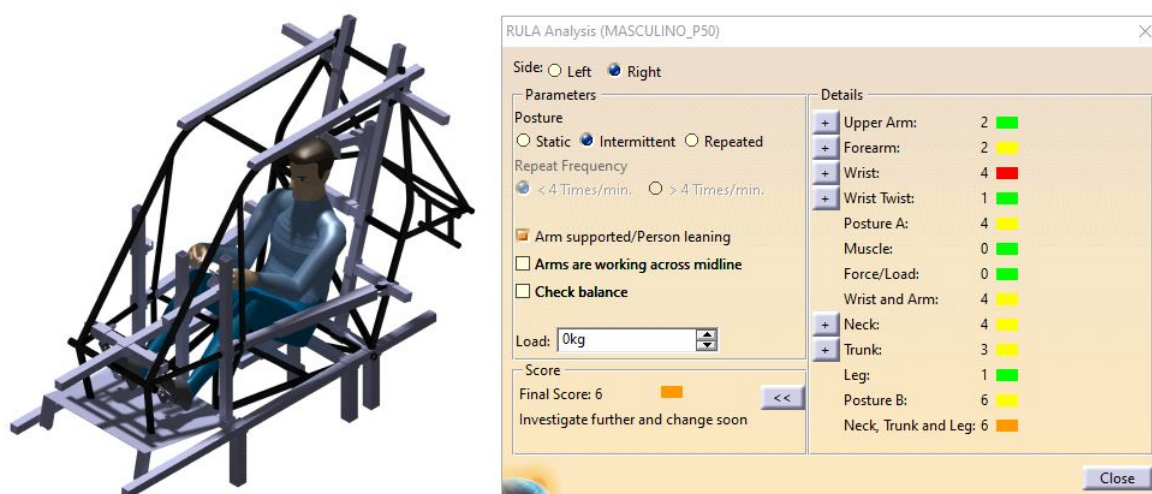 RULA Analysis (MASCULINO_P50)
Side: Left Right
Parameters
Posture
Static Intermittent Repeated
Repeat Frequency
< 4 Times/min. > 4 Times/min.
Arm supported/Person leaning
Arms are working across midline
Check balance
Load: 0kg
Score
Final Score: 6
<<
Investigate further and change soon
Details
+ Upper Arm: 2
+ Forearm: 2
+ Wrist: 4
+ Wrist Twist: 1
Posture A: 4
Muscle: 0
Force/Load: 0
Wrist and Arm: 4
+ Neck: 4
+ Trunk: 3
Leg: 1
Posture B: 6
Neck, Trunk and Leg: 6
Close